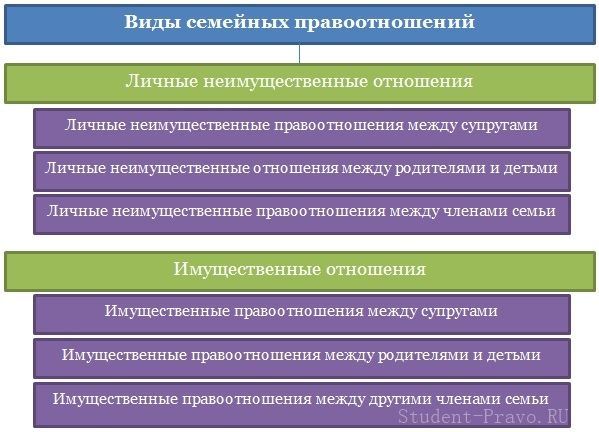 Виды семейных правоотношений
Личные неимущественные отношения
Личные неимущественные правоотношения между супругами
Личные неимущественные отношения между родителями и детьми
Личные неимущественные правоотношения между членами семьи
Имущественные отношения
Имущественные правоотношения между супругами
Имущественные правоотношения между родителями и детьми
Имущественные правоотношения между другими членами семьи
Student-Pravo.RU